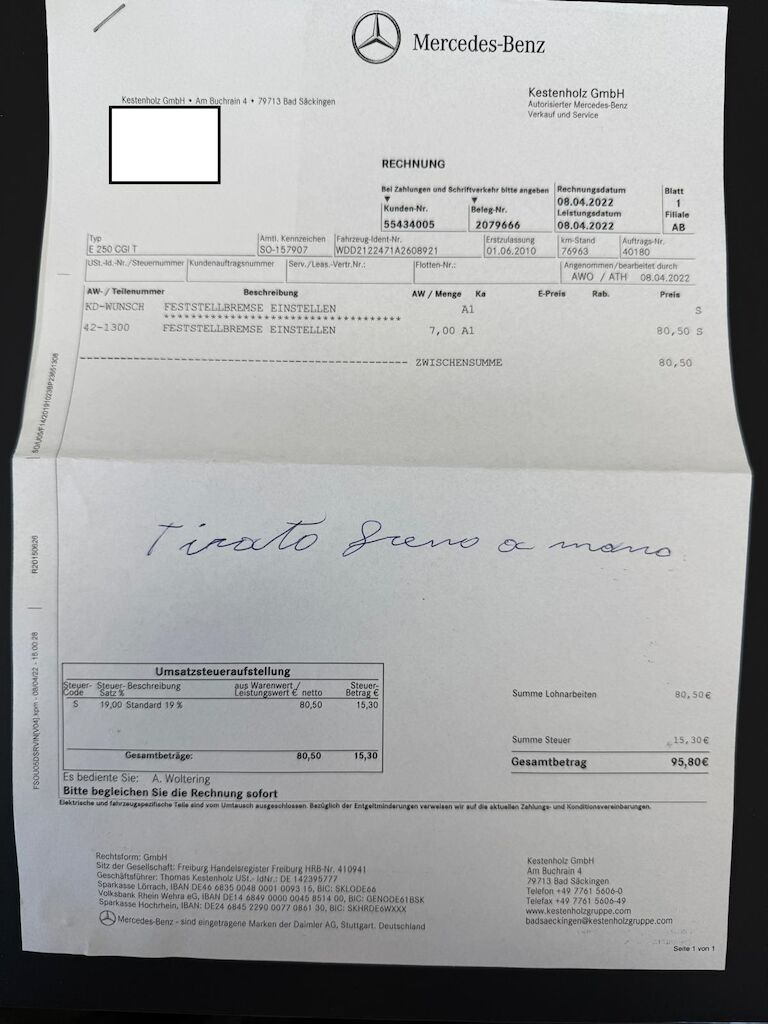 Mercedes-Benz
Kestenholz GmbH • Am Buchrain 4 • 79713 Bad Säckingen
Kestenholz GmbH
Autorisierter Mercedes-Benz
Verkauf und Service
RECHNUNG
Bei Zahlungen und Schriftverkehr bitte angeben
Kunden-Nr.
55434005
Beleg-Nr.
2079666
Rechnungsdatum
08.04.2022
Leistungsdatum
08.04.2022
Blatt
1
Filiale
AB
Typ
E 250 CGI T
Amtl. Kennzeichen
SO-157907
Fahrzeug-Ident-Nr.
WDD2122471A2608921
Erstzulassung
01.06.2010
km-Stand
76963
Auftrags-Nr.
40180
USt.-Id.-Nr./Steuernummer
Kundenauftragsnummer
Serv./Leas.-Vertr.Nr.:
Flotten-Nr.:
Angenommen/bearbeitet durch
AWO / ATH 08.04.2022
AW-/ Teilenummer Beschreibung AW / Menge Ka E-Preis Rab. Preis
KD-WUNSCH FESTSTELLBREMSE EINSTELLEN A1 S
****************************************
42-1300 FESTSTELLBREMSE EINSTELLEN 7,00 A1 80,50 S
ZWISCHENSUMME 80,50
Tirato freno a mano
Umsatzsteueraufstellung
Steuer-Code Steuer-Satz % Beschreibung aus Warenwert / Leistungswert € netto Steuer-Betrag €
S 19,00 Standard 19 % 80,50 15,30
Gesamtbeträge: 80,50 15,30
Summe Lohnarbeiten 80,50€
Summe Steuer 15,30€
Gesamtbetrag 95,80€
Es bediente Sie: A. Woltering
Bitte begleichen Sie die Rechnung sofort
Elektrische und fahrzeugspezifische Teile sind vom Umtausch ausgeschlossen. Bezüglich der Entgeltminderungen verweisen wir auf die aktuellen Zahlungs- und Konditionsvereinbarungen.
Rechtsform: GmbH
Sitz der Gesellschaft: Freiburg Handelsregister Freiburg HRB-Nr. 410941
Geschäftsführer: Thomas Kestenholz USt.- IdNr.: DE 142395777
Sparkasse Lörrach, IBAN DE46 6835 0048 0001 0093 15, BIC: SKLODE66
Volksbank Rhein Wehra eG, IBAN DE14 6849 0000 0045 8514 00, BIC: GENODE61BSK
Sparkasse Hochrhein, IBAN: DE24 6845 2290 0077 0861 30, BIC: SKHRDE6WXXX
Mercedes-Benz - sind eingetragene Marken der Daimler AG, Stuttgart. Deutschland
Kestenholz GmbH
Am Buchrain 4
79713 Bad Säckingen
Telefon +49 7761 5606-0
Telefax +49 7761 5606-49
www.kestenholzgruppe.com
badsaeckingen@kestenholzgruppe.com
Seite 1 von 1
R20150626